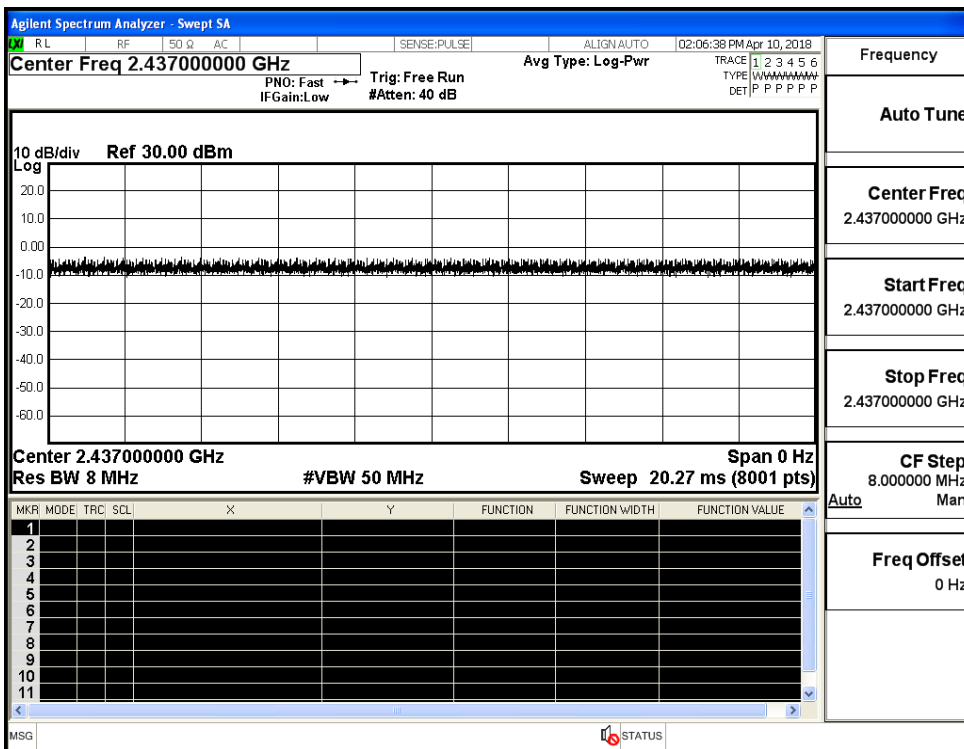 Agilent Spectrum Analyzer - Swept SA
LXI RL RF 50 Ω AC SENSE:PULSE ALIGN AUTO 02:06:38 PM Apr 10, 2018
Center Freq 2.437000000 GHz
PNO: Fast
IFGain:Low
Trig: Free Run
#Atten: 40 dB
Avg Type: Log-Pwr
TRACE 1 2 3 4 5 6
TYPE WWWWWW
DET P P P P P P
10 dB/div Ref 30.00 dBm
Log
20.0
10.0
0.00
-10.0
-20.0
-30.0
-40.0
-50.0
-60.0
Center 2.437000000 GHz Span 0 Hz
Res BW 8 MHz #VBW 50 MHz Sweep 20.27 ms (8001 pts)
MKR MODE TRC SCL X Y FUNCTION FUNCTION WIDTH FUNCTION VALUE
1
2
3
4
5
6
7
8
9
10
11
MSG STATUS
Frequency
Auto Tune
Center Freq
2.437000000 GHz
Start Freq
2.437000000 GHz
Stop Freq
2.437000000 GHz
CF Step
8.000000 MHz
Auto Man
Freq Offset
0 Hz